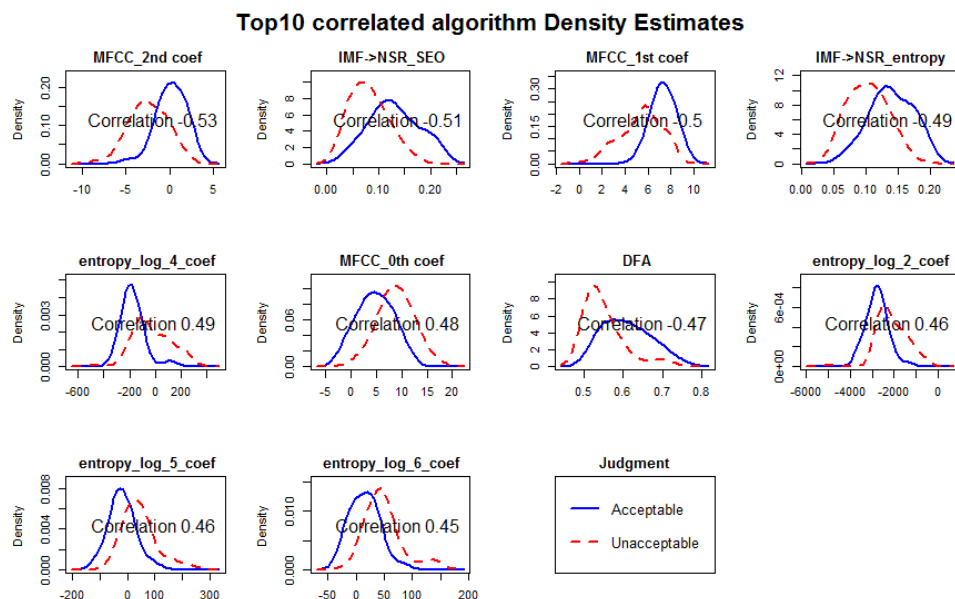 Top10 correlated algorithm Density Estimates
MFCC_2nd coef
Density
0.00 0.10 0.20
Correlation -0.53
-10 -5 0 5
IMF->NSR_SEO
Density
0 2 4 6 8
Correlation -0.51
0.00 0.10 0.20
MFCC_1st coef
Density
0.00 0.15 0.30
Correlation -0.5
-2 0 2 4 6 8 10
IMF->NSR_entropy
Density
0 4 8 12
Correlation -0.49
0.00 0.05 0.10 0.15 0.20
entropy_log_4_coef
Density
0.000 0.003
Correlation 0.49
-600 -200 0 200
MFCC_0th coef
Density
0.00 0.06
Correlation 0.48
-5 0 5 10 15 20
DFA
Density
0 2 4 6 8
Correlation -0.47
0.5 0.6 0.7 0.8
entropy_log_2_coef
Density
0e+00 6e-04
Correlation 0.46
-6000 -4000 -2000 0
entropy_log_5_coef
Density
0.000 0.004 0.008
Correlation 0.46
-200 0 100 300
entropy_log_6_coef
Density
0.000 0.010
Correlation 0.45
-50 0 50 100 200
Judgment
Acceptable
Unacceptable